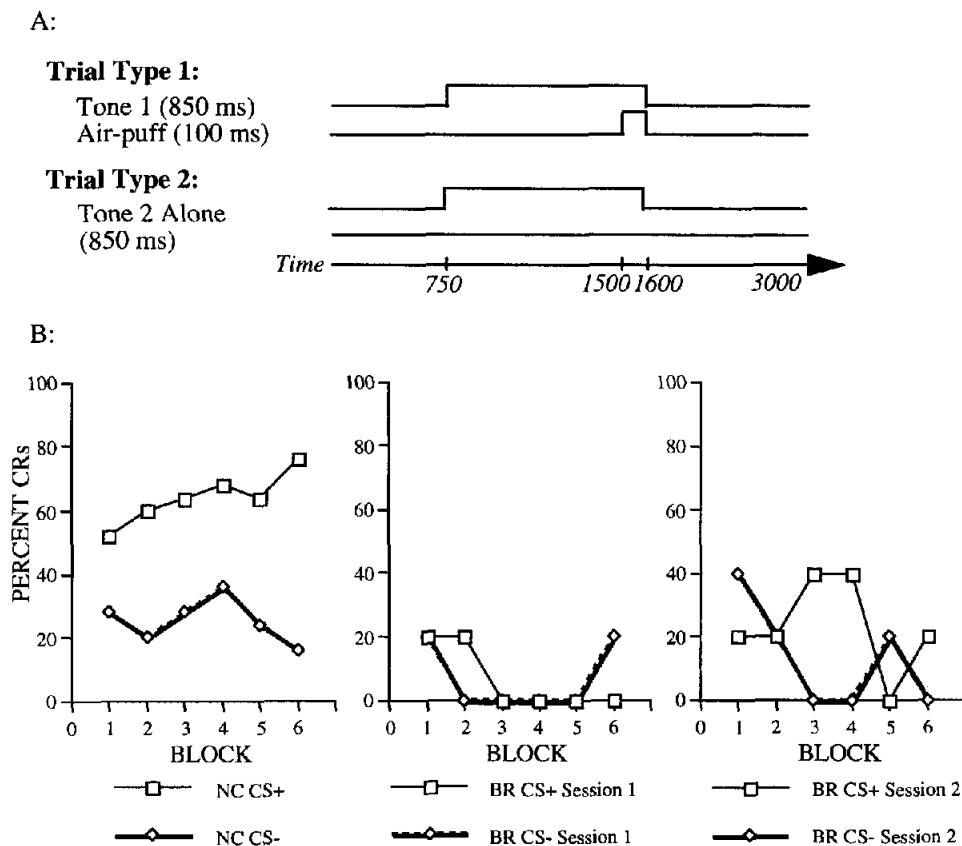 A:
Trial Type 1:
Tone 1 (850 ms)
Air-puff (100 ms)
Trial Type 2:
Tone 2 Alone
(850 ms)
Time
750 1500 1600 3000
B:
PERCENT CRs
100 100 100
80 80 80
60 60 60
40 40 40
20 20 20
0 0 0
0 1 2 3 4 5 6 0 1 2 3 4 5 6 0 1 2 3 4 5 6
BLOCK BLOCK BLOCK
NC CS+ BR CS+ Session 1 BR CS+ Session 2
NC CS- BR CS- Session 1 BR CS- Session 2